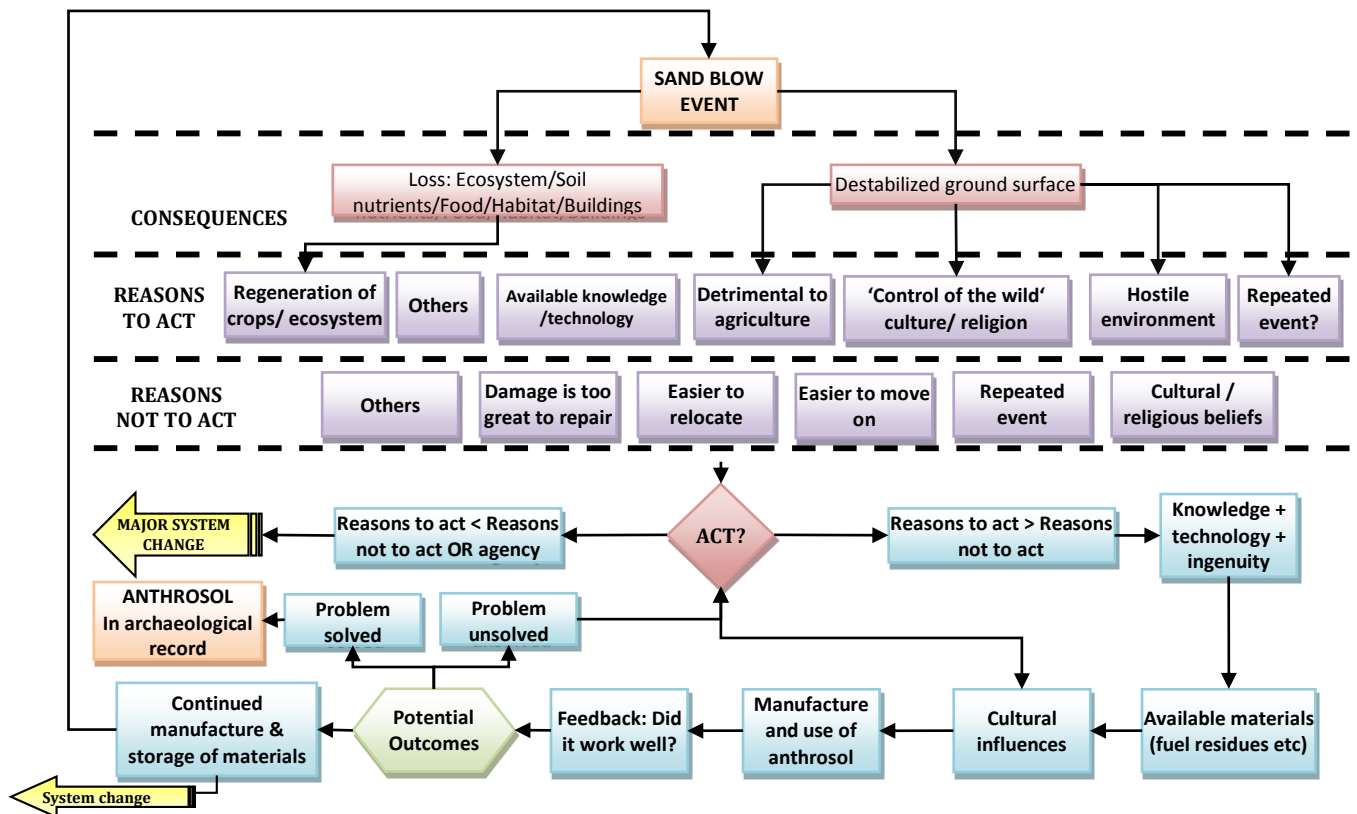 SAND BLOW
EVENT
Loss: Ecosystem/Soil
nutrients/Food/Habitat/Buildings
Destabilized ground surface
CONSEQUENCES
REASONS
TO ACT
Regeneration of
crops/ ecosystem
Others
Available knowledge
/technology
Detrimental to
agriculture
‘Control of the wild‘
culture/ religion
Hostile
environment
Repeated
event?
REASONS
NOT TO ACT
Others
Damage is too
great to repair
Easier to
relocate
Easier to move
on
Repeated
event
Cultural /
religious beliefs
MAJOR SYSTEM
CHANGE
Reasons to act < Reasons
not to act OR agency
ACT?
Reasons to act > Reasons
not to act
Knowledge +
technology +
ingenuity
ANTHROSOL
In archaeological
record
Problem
solved
Problem
unsolved
Continued
manufacture &
storage of materials
Potential
Outcomes
Feedback: Did
it work well?
Manufacture
and use of
anthrosol
Cultural
influences
Available materials
(fuel residues etc)
System change